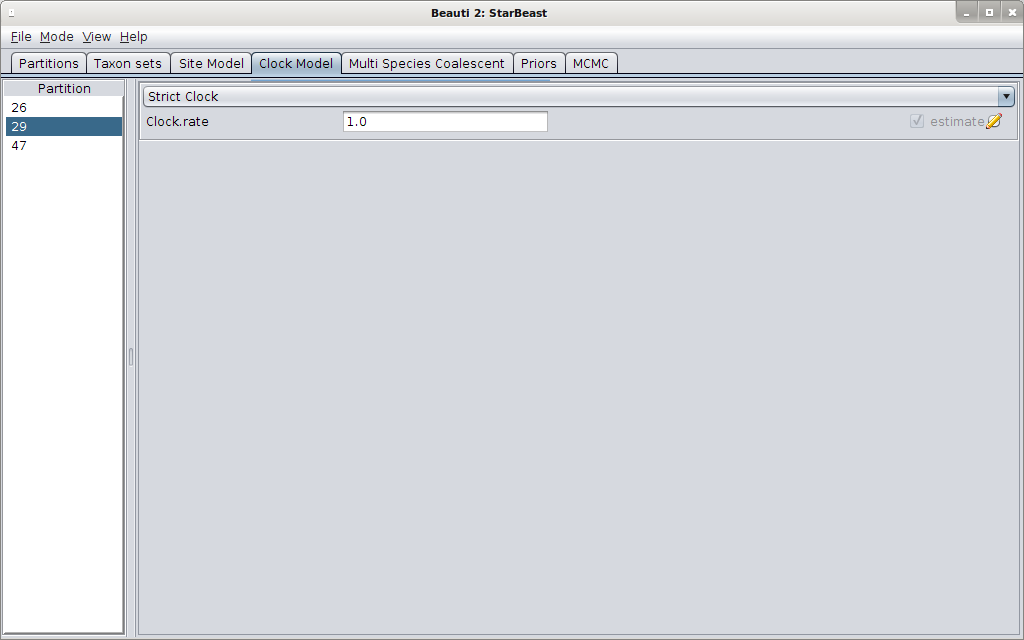 Beauti 2: StarBeast
File Mode View Help
Partitions Taxon sets Site Model Clock Model Multi Species Coalescent Priors MCMC
Partition
26
29
47
Strict Clock
Clock.rate 1.0 estimate